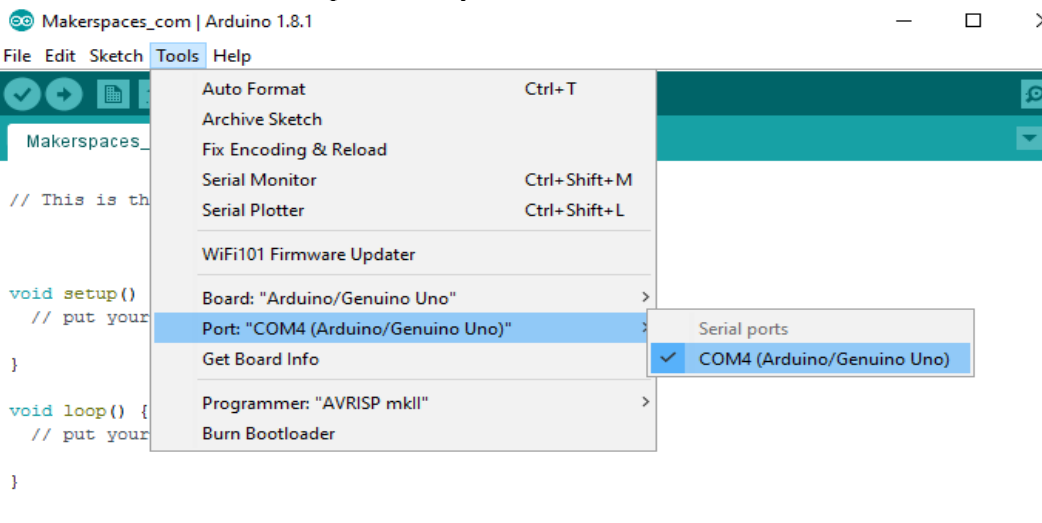 Makerspaces_com | Arduino 1.8.1
File Edit Sketch Tools Help
Auto Format Ctrl+T
Archive Sketch
Makerspaces_
Fix Encoding & Reload
Serial Monitor Ctrl+Shift+M
// This is th
Serial Plotter Ctrl+Shift+L
WiFi101 Firmware Updater
void setup()
Board: "Arduino/Genuino Uno"
// put your
Port: "COM4 (Arduino/Genuino Uno)"
Serial ports
}
Get Board Info
COM4 (Arduino/Genuino Uno)
void loop() {
Programmer: "AVRISP mkII"
// put your
Burn Bootloader
}